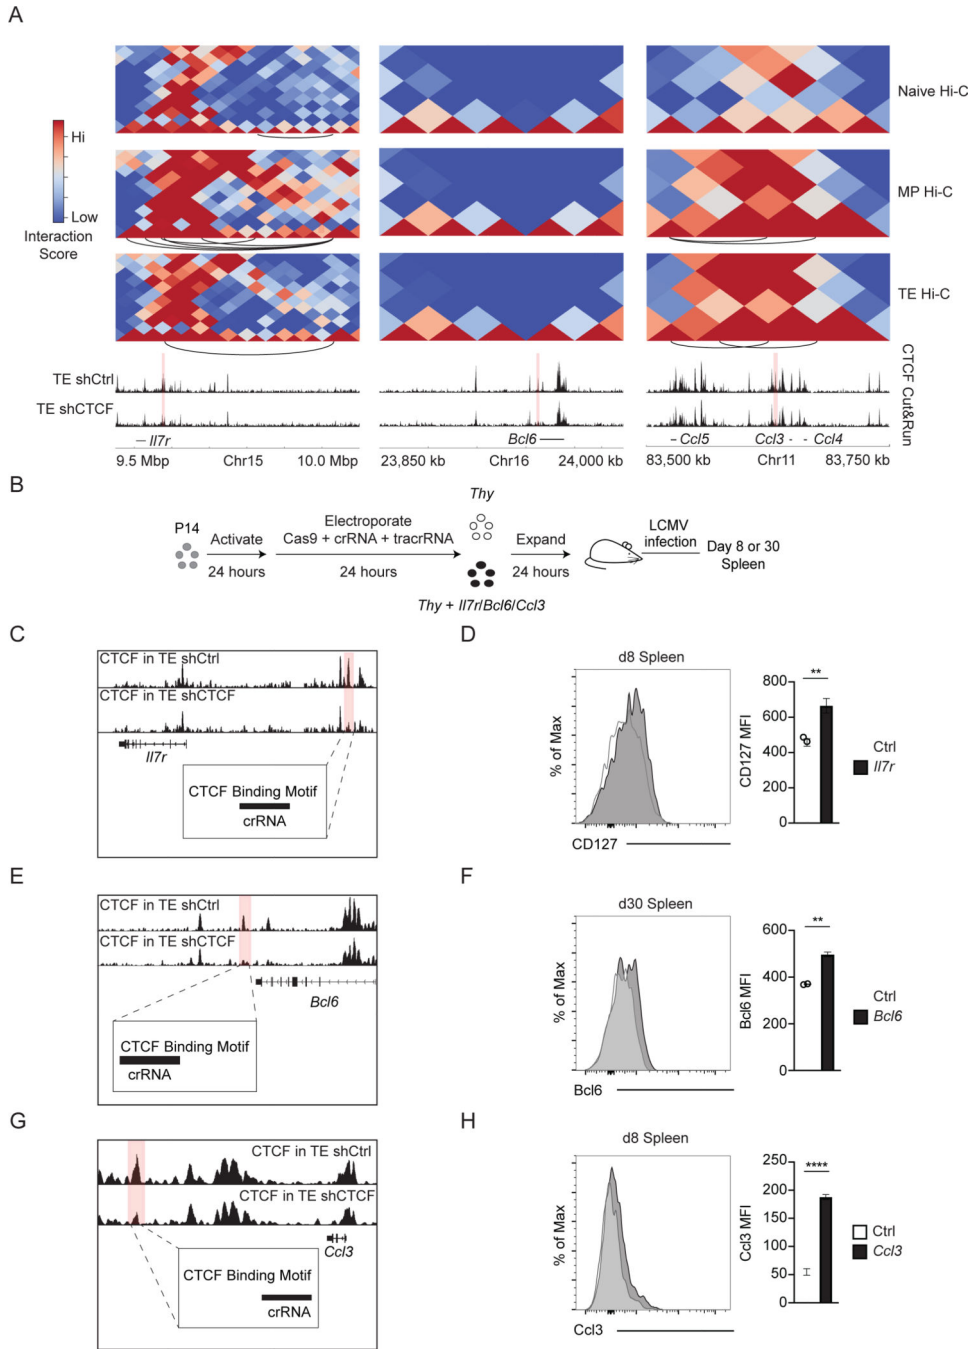 A
Hi
Low
Interaction
Score
Naive Hi-C
MP Hi-C
TE Hi-C
CTCF Cut&Run
TE shCtrl
TE shCTCF
Il7r
Bcl6
Ccl5
Ccl3
Ccl4
9.5 Mbp
Chr15
10.0 Mbp
23,850 kb
Chr16
24,000 kb
83,500 kb
Chr11
83,750 kb
B
P14
Activate
24 hours
Electroporate
Cas9 + crRNA + tracrRNA
24 hours
Thy
Thy + Il7r/Bcl6/Ccl3
Expand
24 hours
LCMV
infection
Day 8 or 30
Spleen
C
CTCF in TE shCtrl
CTCF in TE shCTCF
Il7r
CTCF Binding Motif
crRNA
D
d8 Spleen
% of Max
CD127
CD127 MFI
800
600
400
200
0
**
Ctrl
Il7r
E
CTCF in TE shCtrl
CTCF in TE shCTCF
Bcl6
CTCF Binding Motif
crRNA
F
d30 Spleen
% of Max
Bcl6
Bcl6 MFI
600
400
200
0
**
Ctrl
Bcl6
G
CTCF in TE shCtrl
CTCF in TE shCTCF
Ccl3
CTCF Binding Motif
crRNA
H
d8 Spleen
% of Max
Ccl3
Ccl3 MFI
250
200
150
100
50
0
****
Ctrl
Ccl3